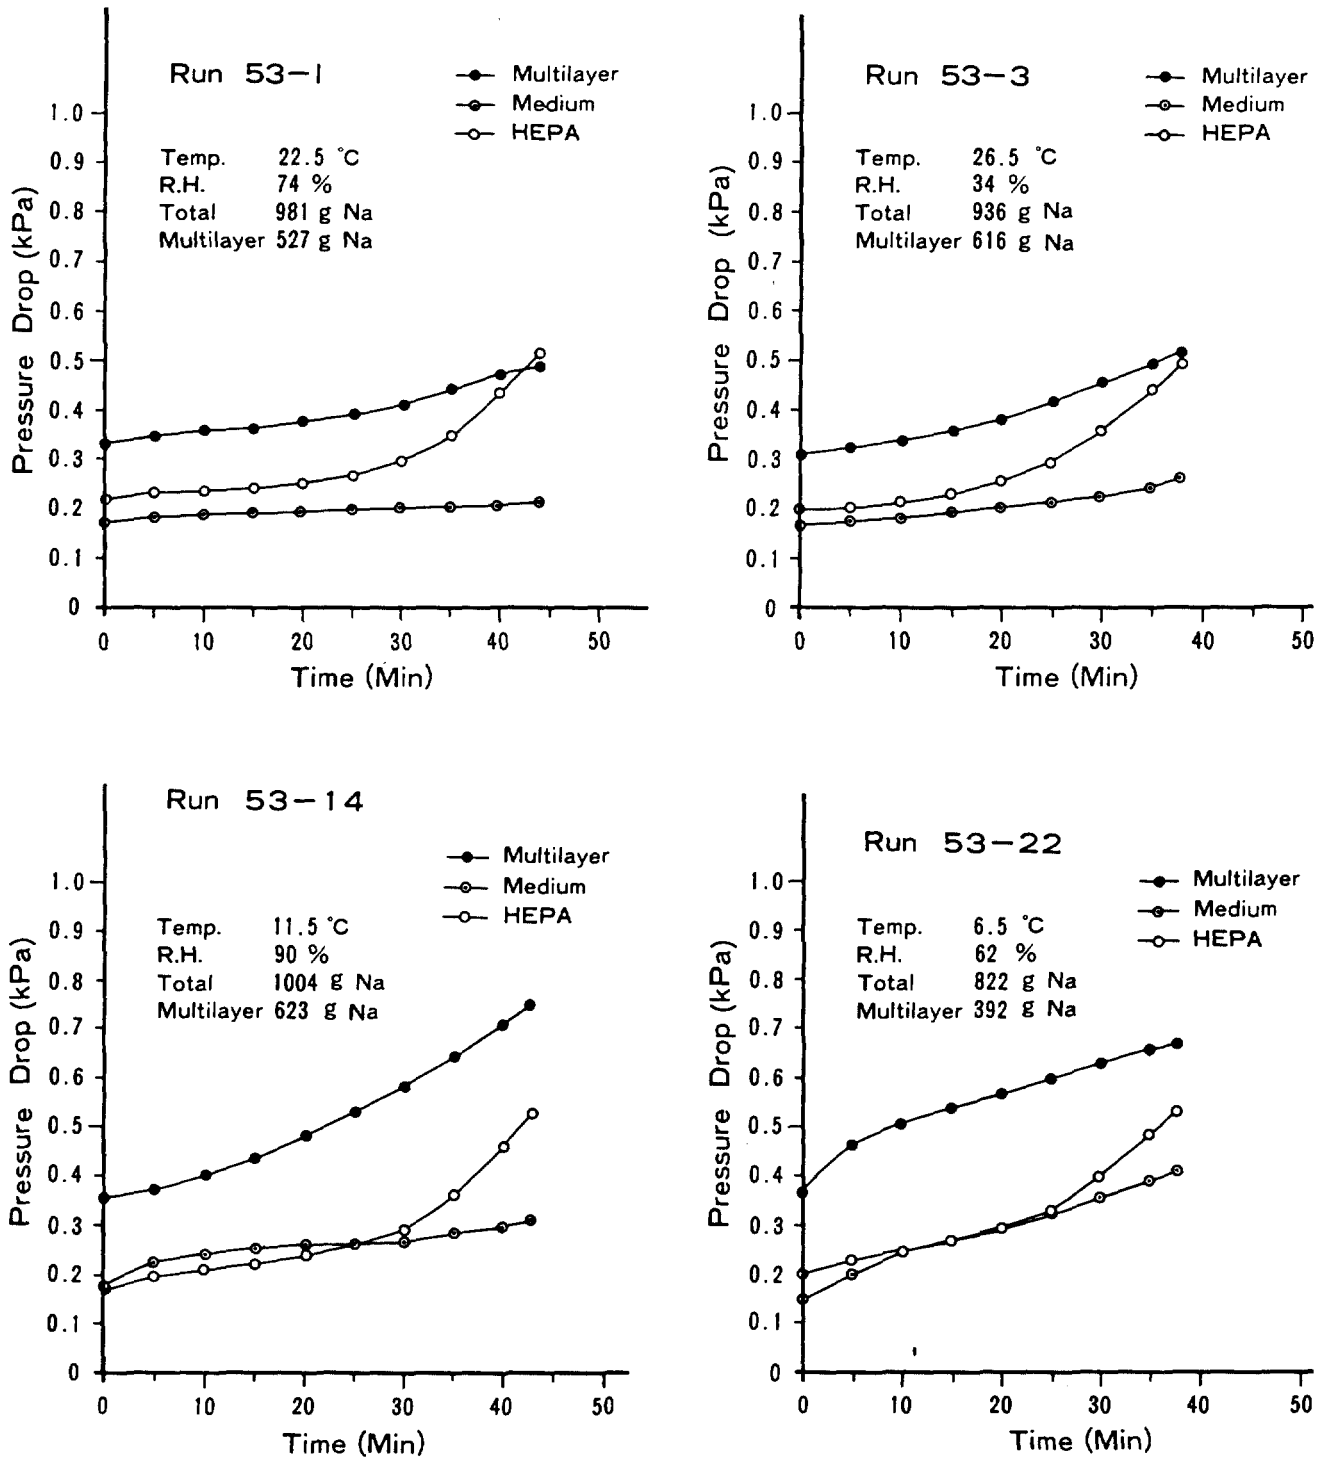 Run 53-1
Multilayer
Medium
HEPA
Temp. 22.5 °C
R.H. 74 %
Total 981 g Na
Multilayer 527 g Na
Pressure Drop (kPa)
1.0
0.9
0.8
0.7
0.6
0.5
0.4
0.3
0.2
0.1
0
0 10 20 30 40 50
Time (Min)
Run 53-3
Multilayer
Medium
HEPA
Temp. 26.5 °C
R.H. 34 %
Total 936 g Na
Multilayer 616 g Na
Pressure Drop (kPa)
1.0
0.9
0.8
0.7
0.6
0.5
0.4
0.3
0.2
0.1
0
0 10 20 30 40 50
Time (Min)
Run 53-14
Multilayer
Medium
HEPA
Temp. 11.5 °C
R.H. 90 %
Total 1004 g Na
Multilayer 623 g Na
Pressure Drop (kPa)
1.0
0.9
0.8
0.7
0.6
0.5
0.4
0.3
0.2
0.1
0
0 10 20 30 40 50
Time (Min)
Run 53-22
Multilayer
Medium
HEPA
Temp. 6.5 °C
R.H. 62 %
Total 822 g Na
Multilayer 392 g Na
Pressure Drop (kPa)
1.0
0.9
0.8
0.7
0.6
0.5
0.4
0.3
0.2
0.1
0
0 10 20 30 40 50
Time (Min)